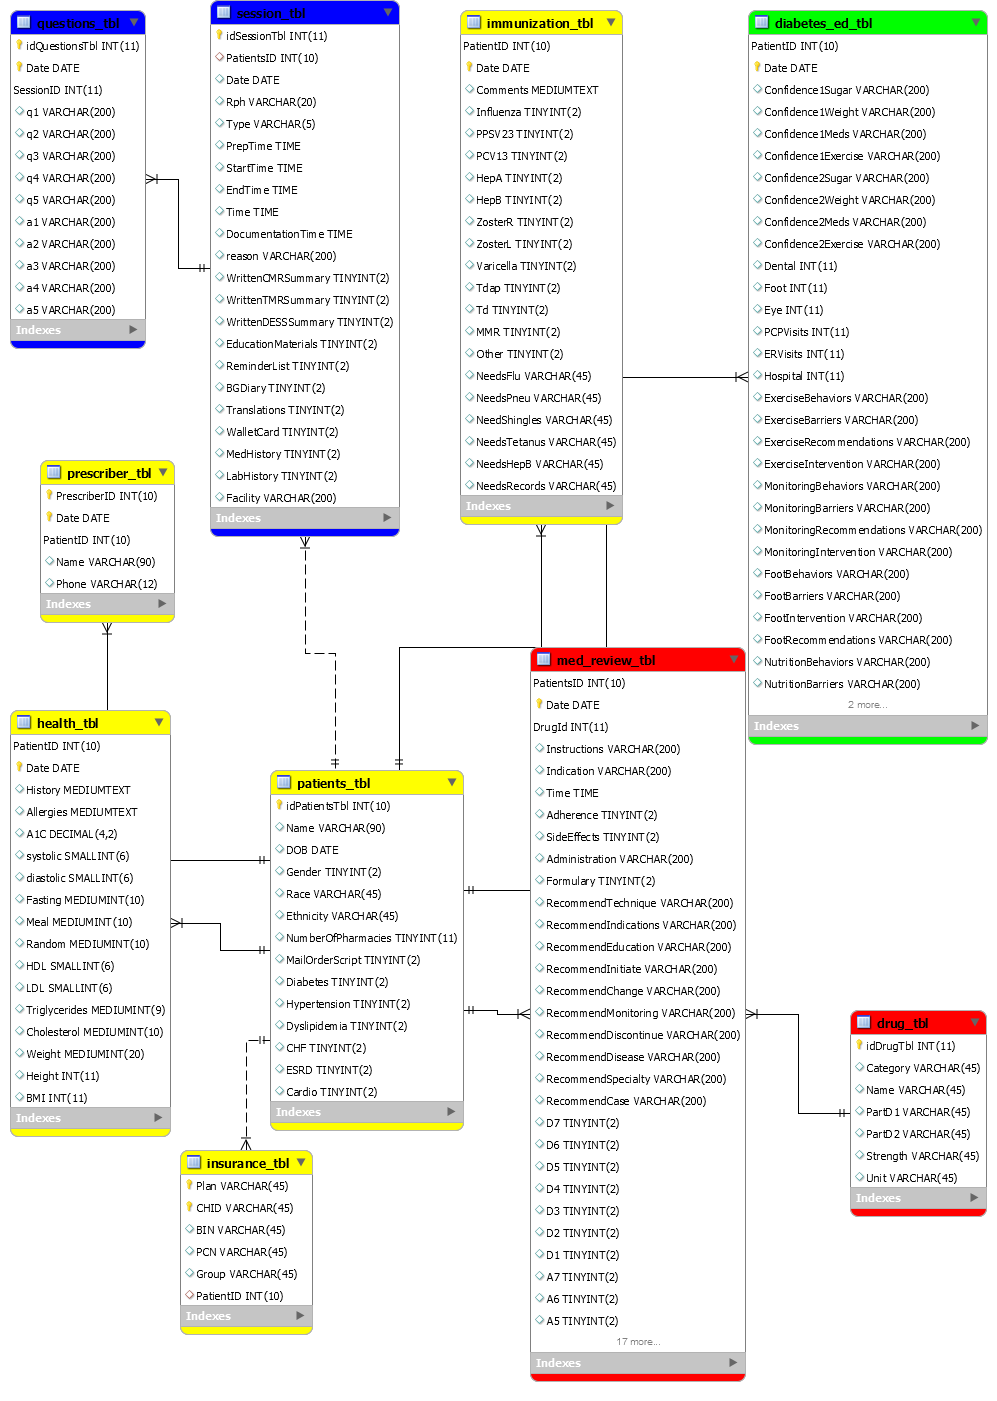 questions_tbl
idQuestionsTbl INT(11)
Date DATE
SessionID INT(11)
q1 VARCHAR(200)
q2 VARCHAR(200)
q3 VARCHAR(200)
q4 VARCHAR(200)
q5 VARCHAR(200)
a1 VARCHAR(200)
a2 VARCHAR(200)
a3 VARCHAR(200)
a4 VARCHAR(200)
a5 VARCHAR(200)
Indexes
session_tbl
idSessionTbl INT(11)
PatientsID INT(10)
Date DATE
Rph VARCHAR(20)
Type VARCHAR(5)
PrepTime TIME
StartTime TIME
EndTime TIME
Time TIME
DocumentationTime TIME
reason VARCHAR(200)
WrittenCMRSummary TINYINT(2)
WrittenTMRSummary TINYINT(2)
WrittenDESSSummary TINYINT(2)
EducationMaterials TINYINT(2)
ReminderList TINYINT(2)
BGDiary TINYINT(2)
Translations TINYINT(2)
WalletCard TINYINT(2)
MedHistory TINYINT(2)
LabHistory TINYINT(2)
Facility VARCHAR(200)
Indexes
immunization_tbl
PatientID INT(10)
Date DATE
Comments MEDIUMTEXT
Influenza TINYINT(2)
PPSV23 TINYINT(2)
PCV13 TINYINT(2)
HepA TINYINT(2)
HepB TINYINT(2)
ZosterR TINYINT(2)
ZosterL TINYINT(2)
Varicella TINYINT(2)
Tdap TINYINT(2)
Td TINYINT(2)
MMR TINYINT(2)
Other TINYINT(2)
NeedsFlu VARCHAR(45)
NeedsPneu VARCHAR(45)
NeedShingles VARCHAR(45)
NeedsTetanus VARCHAR(45)
NeedsHepB VARCHAR(45)
NeedsRecords VARCHAR(45)
Indexes
diabetes_ed_tbl
PatientID INT(10)
Date DATE
Confidence1Sugar VARCHAR(200)
Confidence1Weight VARCHAR(200)
Confidence1Meds VARCHAR(200)
Confidence1Exercise VARCHAR(200)
Confidence2Sugar VARCHAR(200)
Confidence2Weight VARCHAR(200)
Confidence2Meds VARCHAR(200)
Confidence2Exercise VARCHAR(200)
Dental INT(11)
Foot INT(11)
Eye INT(11)
PCPVisits INT(11)
ERVisits INT(11)
Hospital INT(11)
ExerciseBehaviors VARCHAR(200)
ExerciseBarriers VARCHAR(200)
ExerciseRecommendations VARCHAR(200)
ExerciseIntervention VARCHAR(200)
MonitoringBehaviors VARCHAR(200)
MonitoringBarriers VARCHAR(200)
MonitoringRecommendations VARCHAR(200)
MonitoringIntervention VARCHAR(200)
FootBehaviors VARCHAR(200)
FootBarriers VARCHAR(200)
FootIntervention VARCHAR(200)
FootRecommendations VARCHAR(200)
NutritionBehaviors VARCHAR(200)
NutritionBarriers VARCHAR(200)
2 more...
Indexes
prescriber_tbl
PrescriberID INT(10)
Date DATE
PatientID INT(10)
Name VARCHAR(90)
Phone VARCHAR(12)
Indexes
health_tbl
PatientID INT(10)
Date DATE
History MEDIUMTEXT
Allergies MEDIUMTEXT
A1C DECIMAL(4,2)
systolic SMALLINT(6)
diastolic SMALLINT(6)
Fasting MEDIUMINT(10)
Meal MEDIUMINT(10)
Random MEDIUMINT(10)
HDL SMALLINT(6)
LDL SMALLINT(6)
Triglycerides MEDIUMINT(9)
Cholesterol MEDIUMINT(10)
Weight MEDIUMINT(20)
Height INT(11)
BMI INT(11)
Indexes
patients_tbl
idPatientsTbl INT(10)
Name VARCHAR(90)
DOB DATE
Gender TINYINT(2)
Race VARCHAR(45)
Ethnicity VARCHAR(45)
NumberOfPharmacies TINYINT(11)
MailOrderScript TINYINT(2)
Diabetes TINYINT(2)
Hypertension TINYINT(2)
Dyslipidemia TINYINT(2)
CHF TINYINT(2)
ESRD TINYINT(2)
Cardio TINYINT(2)
Indexes
insurance_tbl
Plan VARCHAR(45)
CHID VARCHAR(45)
BIN VARCHAR(45)
PCN VARCHAR(45)
Group VARCHAR(45)
PatientID INT(10)
Indexes
med_review_tbl
PatientsID INT(10)
Date DATE
DrugId INT(11)
Instructions VARCHAR(200)
Indication VARCHAR(200)
Time TIME
Adherence TINYINT(2)
SideEffects TINYINT(2)
Administration VARCHAR(200)
Formulary TINYINT(2)
RecommendTechnique VARCHAR(200)
RecommendIndications VARCHAR(200)
RecommendEducation VARCHAR(200)
RecommendInitiate VARCHAR(200)
RecommendChange VARCHAR(200)
RecommendMonitoring VARCHAR(200)
RecommendDiscontinue VARCHAR(200)
RecommendDisease VARCHAR(200)
RecommendSpecialty VARCHAR(200)
RecommendCase VARCHAR(200)
D7 TINYINT(2)
D6 TINYINT(2)
D5 TINYINT(2)
D4 TINYINT(2)
D3 TINYINT(2)
D2 TINYINT(2)
D1 TINYINT(2)
A7 TINYINT(2)
A6 TINYINT(2)
A5 TINYINT(2)
17 more...
Indexes
drug_tbl
idDrugTbl INT(11)
Category VARCHAR(45)
Name VARCHAR(45)
PartD1 VARCHAR(45)
PartD2 VARCHAR(45)
Strength VARCHAR(45)
Unit VARCHAR(45)
Indexes